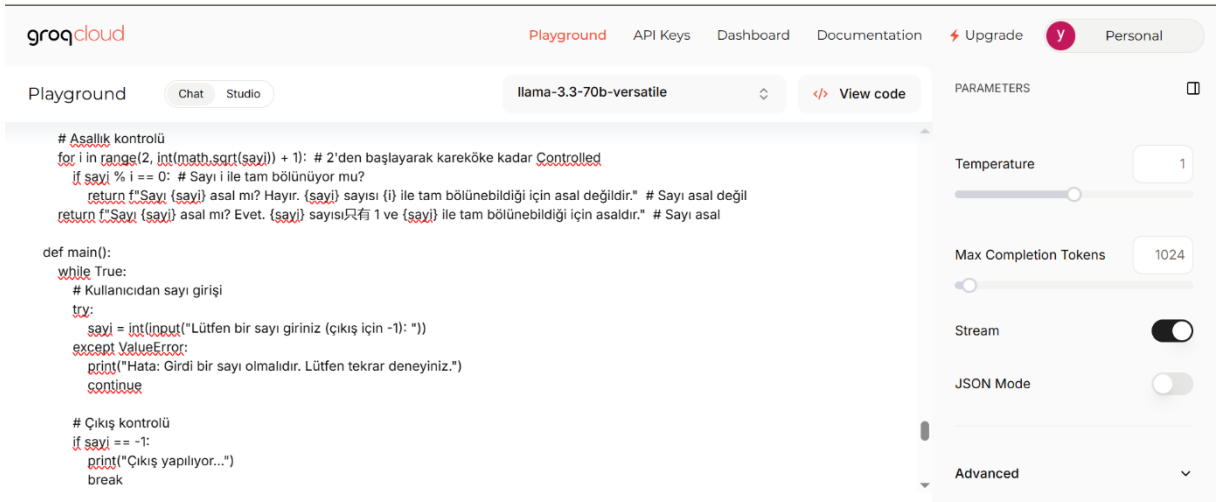 groqcloud
Playground API Keys Dashboard Documentation Upgrade y Personal
Playground Chat Studio llama-3.3-70b-versatile </> View code
PARAMETERS
# Asallık kontrolü
for i in range(2, int(math.sqrt(sayi)) + 1):  # 2'den başlayarak kareköke kadar Controlled
if sayi % i == 0:  # Sayı i ile tam bölünüyor mu?
return f"Sayı {sayi} asal mı? Hayır. {sayi} sayısı {i} ile tam bölünebildiği için asal değildir."  # Sayı asal değil
return f"Sayı {sayi} asal mı? Evet. {sayi} sayısı只有 1 ve {sayi} ile tam bölünebildiği için asaldır."  # Sayı asal
def main():
while True:
# Kullanıcıdan sayı girişi
try:
sayi = int(input("Lütfen bir sayı giriniz (çıkış için -1): "))
except ValueError:
print("Hata: Girdi bir sayı olmalıdır. Lütfen tekrar deneyiniz.")
continue
# Çıkış kontrolü
if sayi == -1:
print("Çıkış yapılıyor...")
break
Temperature 1
Max Completion Tokens 1024
Stream
JSON Mode
Advanced